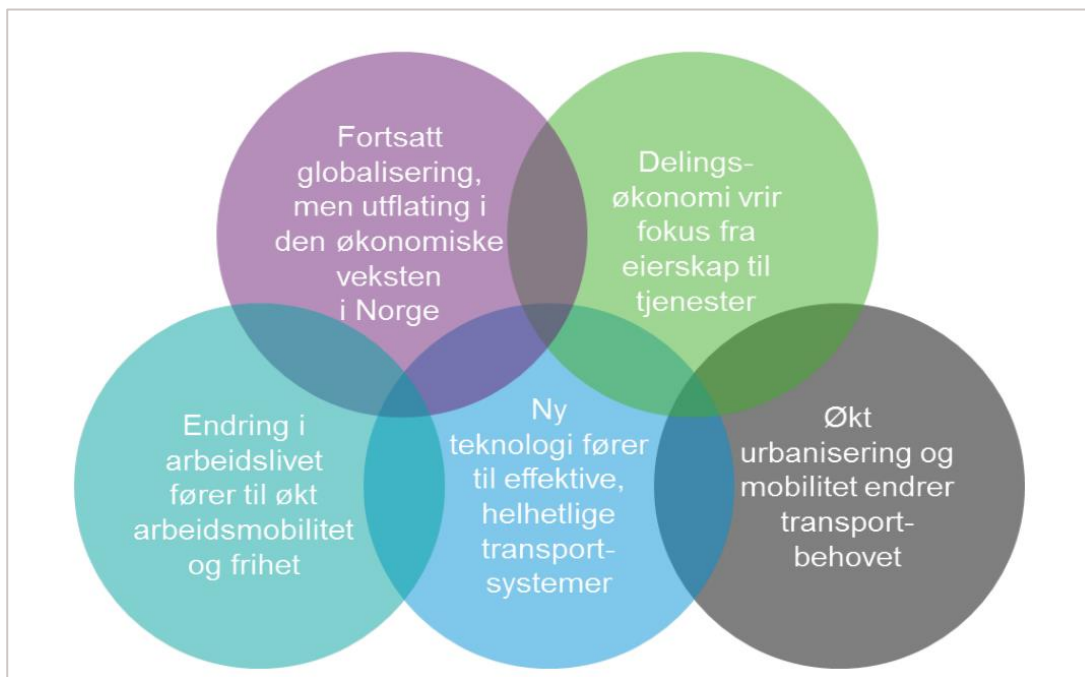 Fortsatt
globalisering,
men utflating i
den økonomiske
veksten
i Norge
Delings-
økonomi vrir
fokus fra
eierskap til
tjenester
Endring i
arbeidslivet
fører til økt
arbeidsmobilitet
og frihet
Ny
teknologi fører
til effektive,
helhetlige
transport-
systemer
Økt
urbanisering og
mobilitet endrer
transport-
behovet